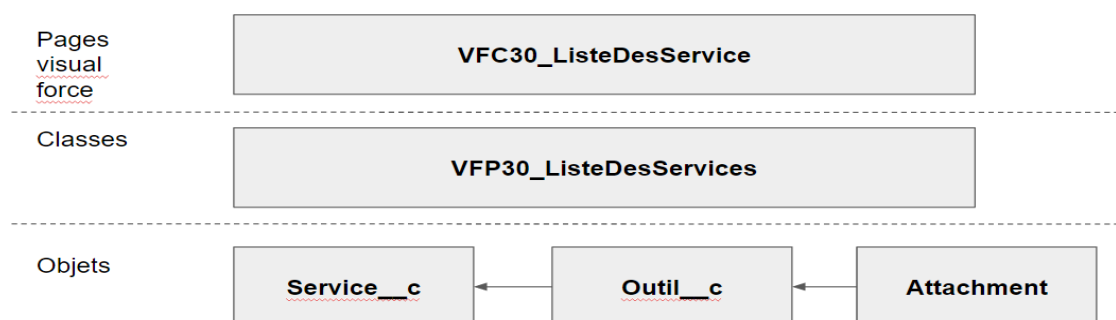 Pages
visual
force
VFC30_ListeDesService
Classes
VFP30_ListeDesServices
Objets
Service__c
Outil__c
Attachment